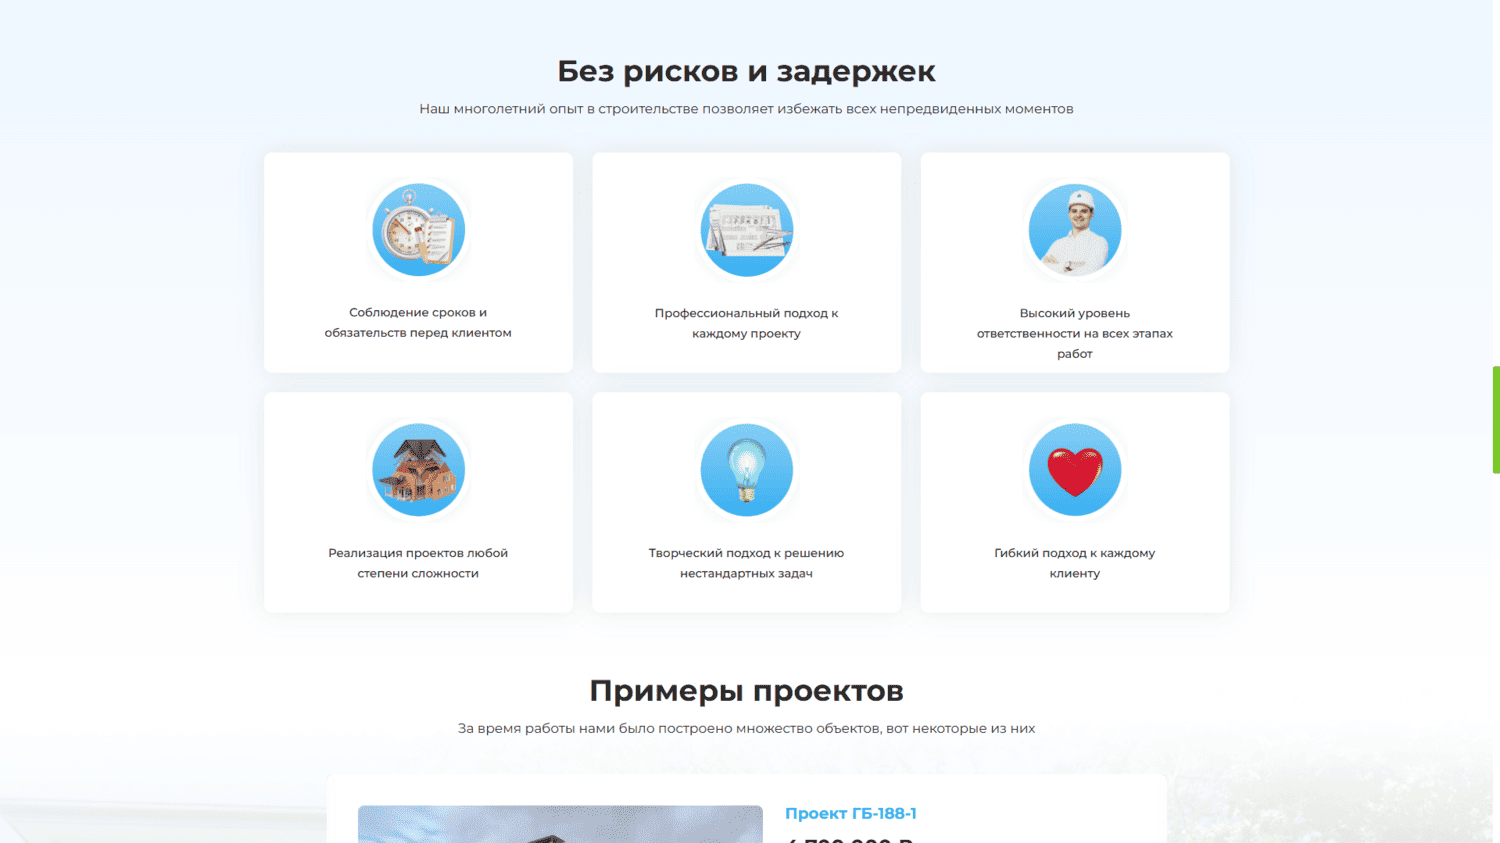 Без рисков и задержек
Наш многолетний опыт в строительстве позволяет избежать всех непредвиденных моментов
Соблюдение сроков и
обязательств перед клиентом
Профессиональный подход к
каждому проекту
Высокий уровень
ответственности на всех этапах
работ
Реализация проектов любой
степени сложности
Творческий подход к решению
нестандартных задач
Гибкий подход к каждому
клиенту
Примеры проектов
За время работы нами было построено множество объектов, вот некоторые из них
Проект ГБ-188-1